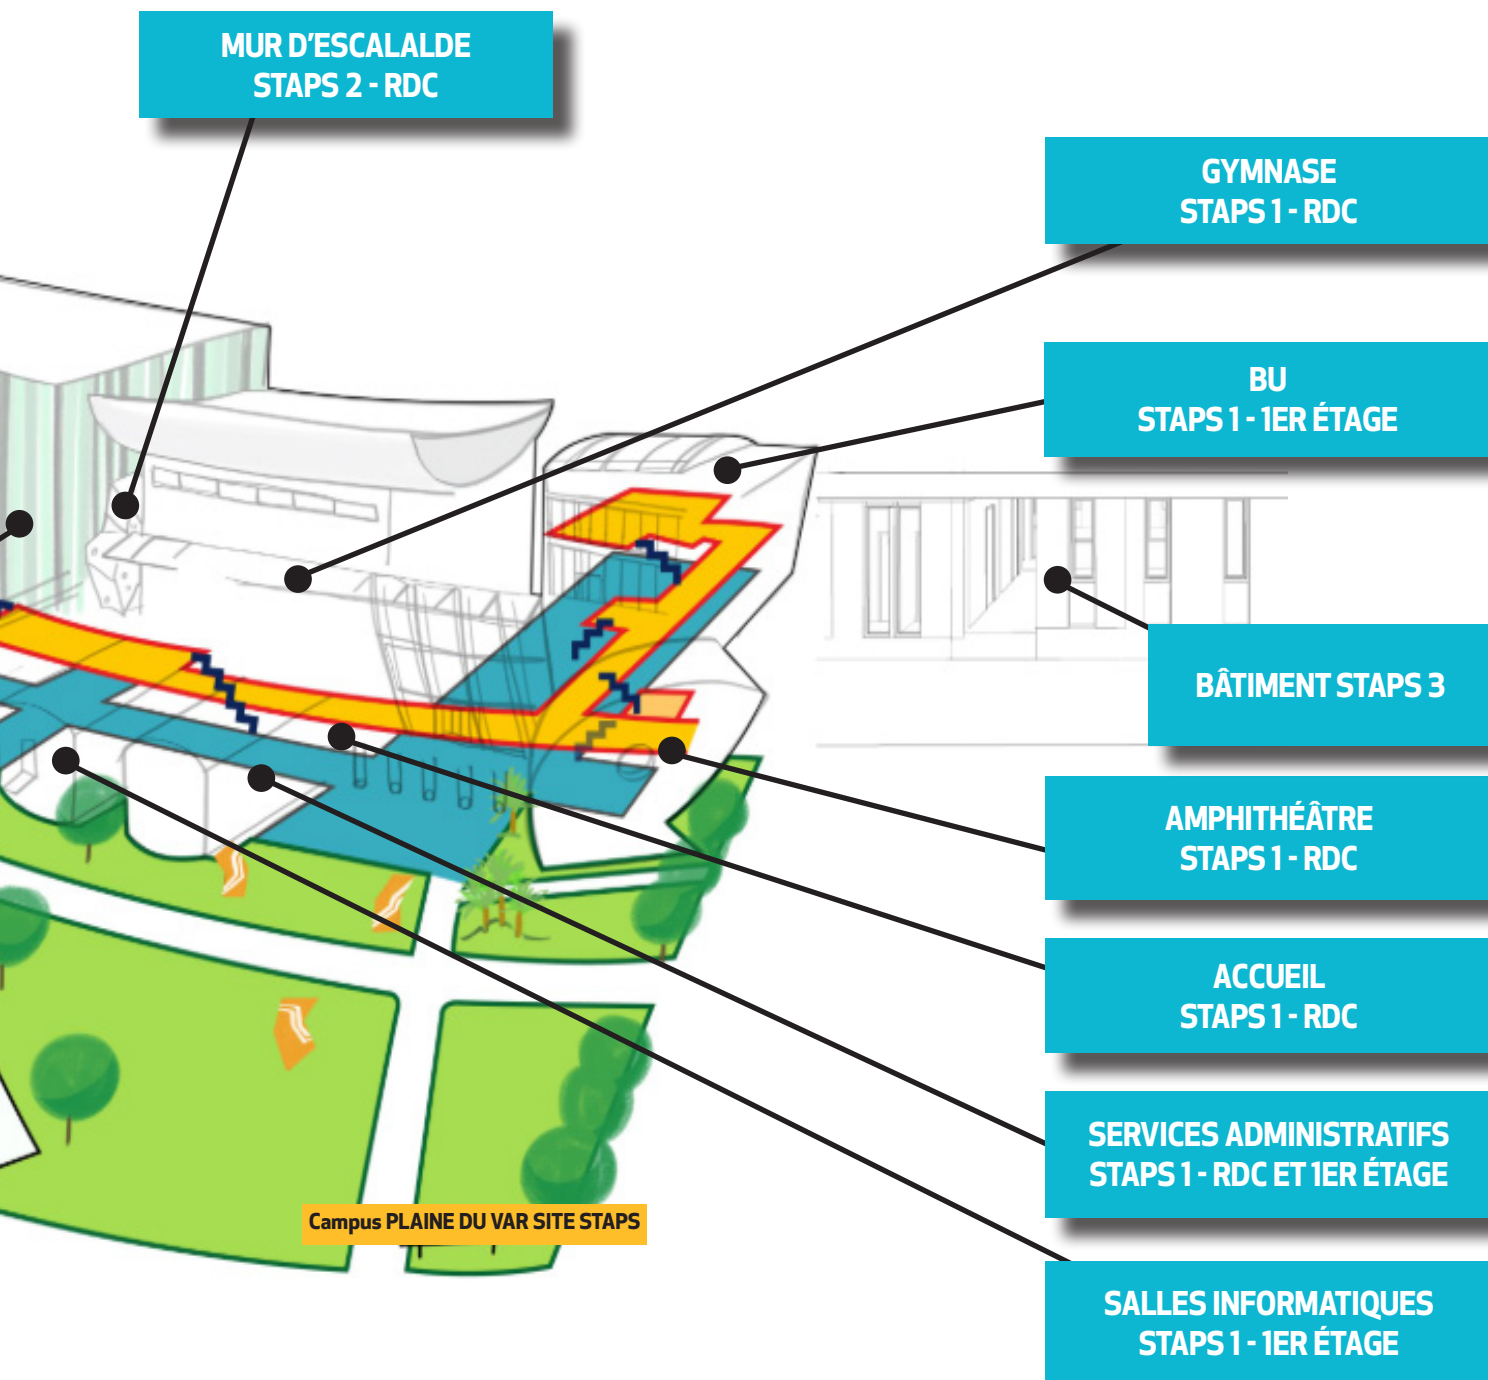 MUR D'ESCALALDE
STAPS 2 - RDC
GYMNASE
STAPS 1 - RDC
BU
STAPS 1 - 1ER ÉTAGE
BÂTIMENT STAPS 3
AMPHITHÉÂTRE
STAPS 1 - RDC
ACCUEIL
STAPS 1 - RDC
SERVICES ADMINISTRATIFS
STAPS 1 - RDC ET 1ER ÉTAGE
Campus PLAINE DU VAR SITE STAPS
SALLES INFORMATIQUES
STAPS 1 - 1ER ÉTAGE